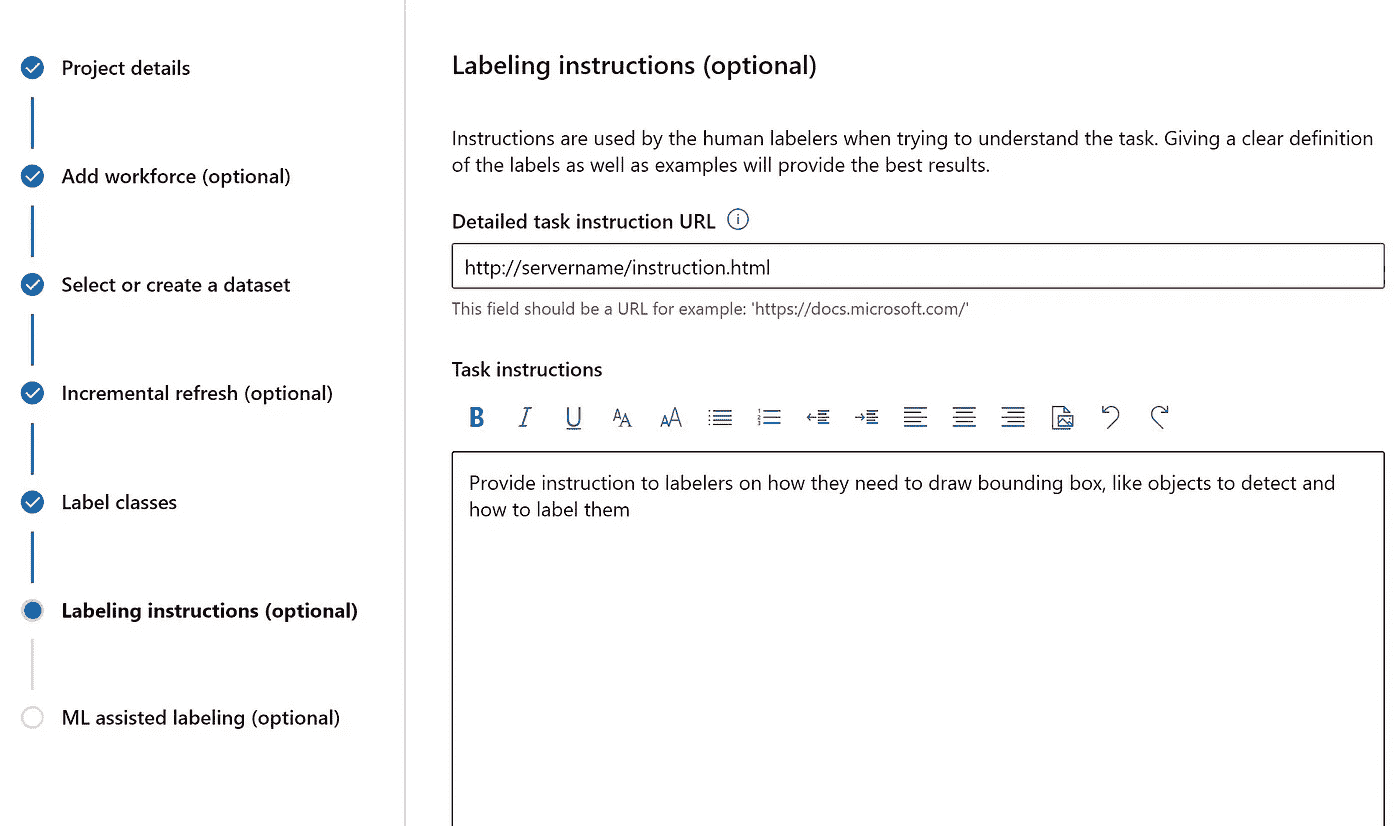 Project details
Add workforce (optional)
Select or create a dataset
Incremental refresh (optional)
Label classes
Labeling instructions (optional)
ML assisted labeling (optional)
Labeling instructions (optional)
Instructions are used by the human labelers when trying to understand the task. Giving a clear definition
of the labels as well as examples will provide the best results.
Detailed task instruction URL
http://servername/instruction.html
This field should be a URL for example: 'https://docs.microsoft.com/'
Task instructions
Provide instruction to labelers on how they need to draw bounding box, like objects to detect and
how to label them